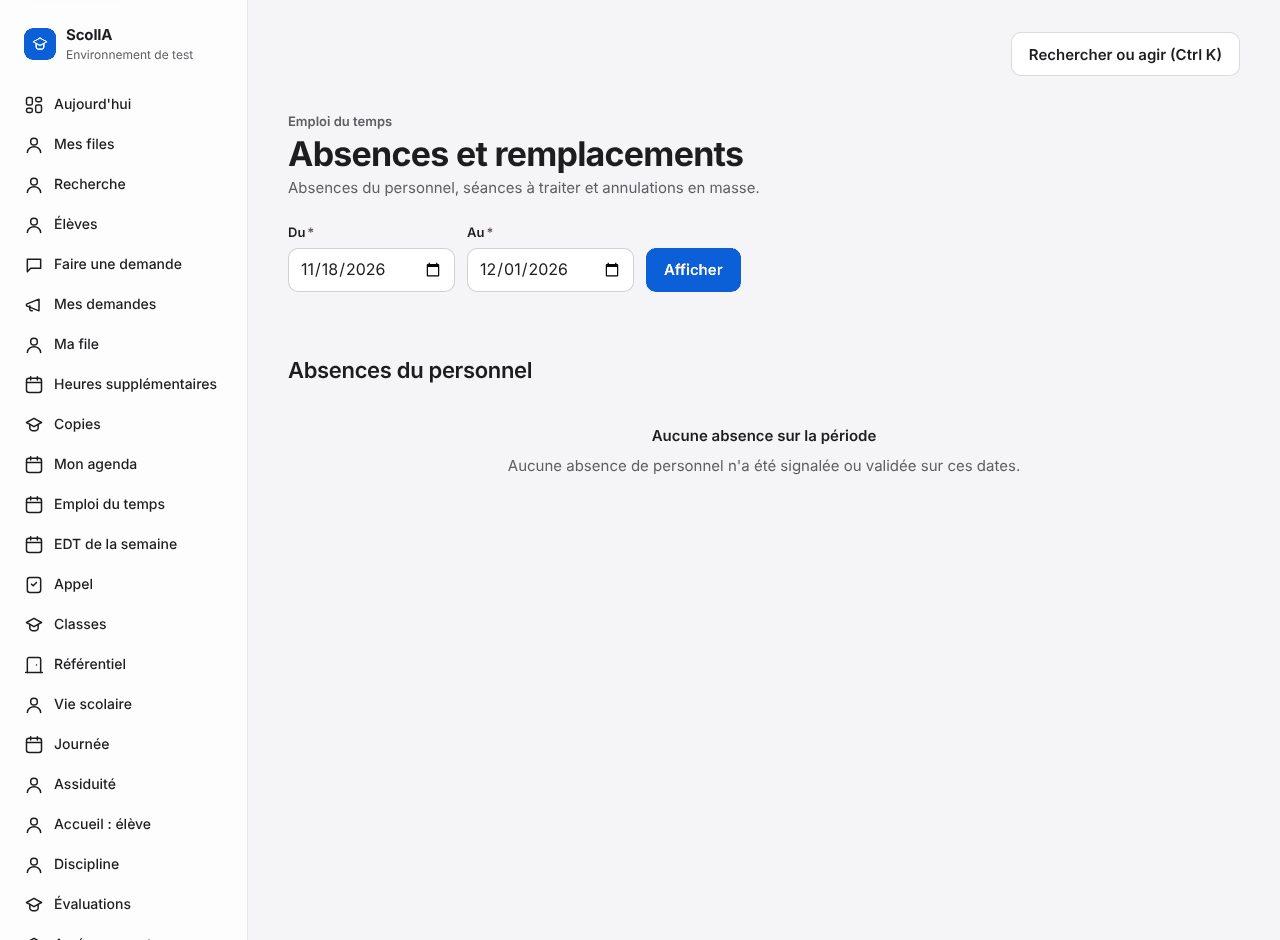 ScolIA
Environnement de test
Aujourd'hui
Mes files
Recherche
Élèves
Faire une demande
Mes demandes
Ma file
Heures supplémentaires
Copies
Mon agenda
Emploi du temps
EDT de la semaine
Appel
Classes
Référentiel
Vie scolaire
Journée
Assiduité
Accueil : élève
Discipline
Évaluations
Rechercher ou agir (Ctrl K)
Emploi du temps
Absences et remplacements
Absences du personnel, séances à traiter et annulations en masse.
Du * Au *
11/18/2026 12/01/2026 Afficher
Absences du personnel
Aucune absence sur la période
Aucune absence de personnel n'a été signalée ou validée sur ces dates.